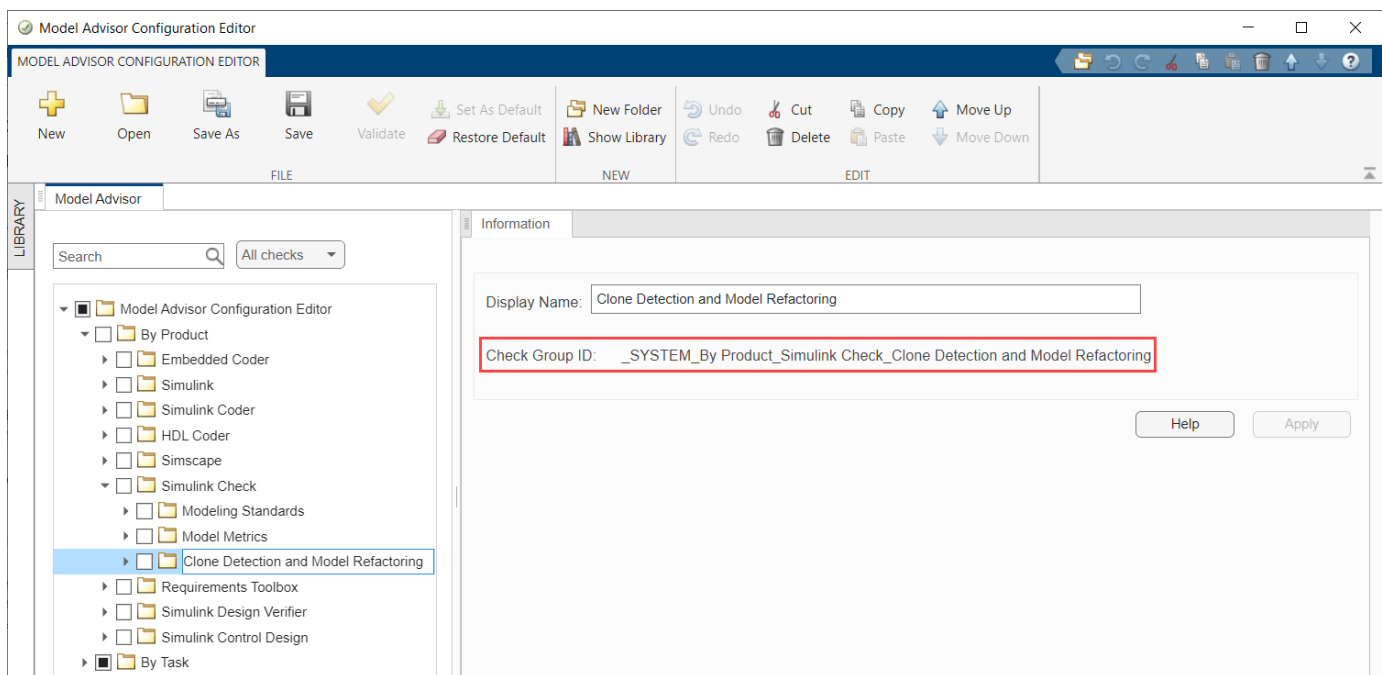 Model Advisor Configuration Editor
MODEL ADVISOR CONFIGURATION EDITOR
New
Open
Save As
Save
Validate
Set As Default
Restore Default
FILE
New Folder
Show Library
NEW
Undo
Redo
Cut
Delete
Copy
Paste
Move Up
Move Down
EDIT
LIBRARY
Model Advisor
Search
All checks
Model Advisor Configuration Editor
By Product
Embedded Coder
Simulink
Simulink Coder
HDL Coder
Simscape
Simulink Check
Modeling Standards
Model Metrics
Clone Detection and Model Refactoring
Requirements Toolbox
Simulink Design Verifier
Simulink Control Design
By Task
Information
Display Name: Clone Detection and Model Refactoring
Check Group ID: _SYSTEM_By Product_Simulink Check_Clone Detection and Model Refactoring
Help
Apply